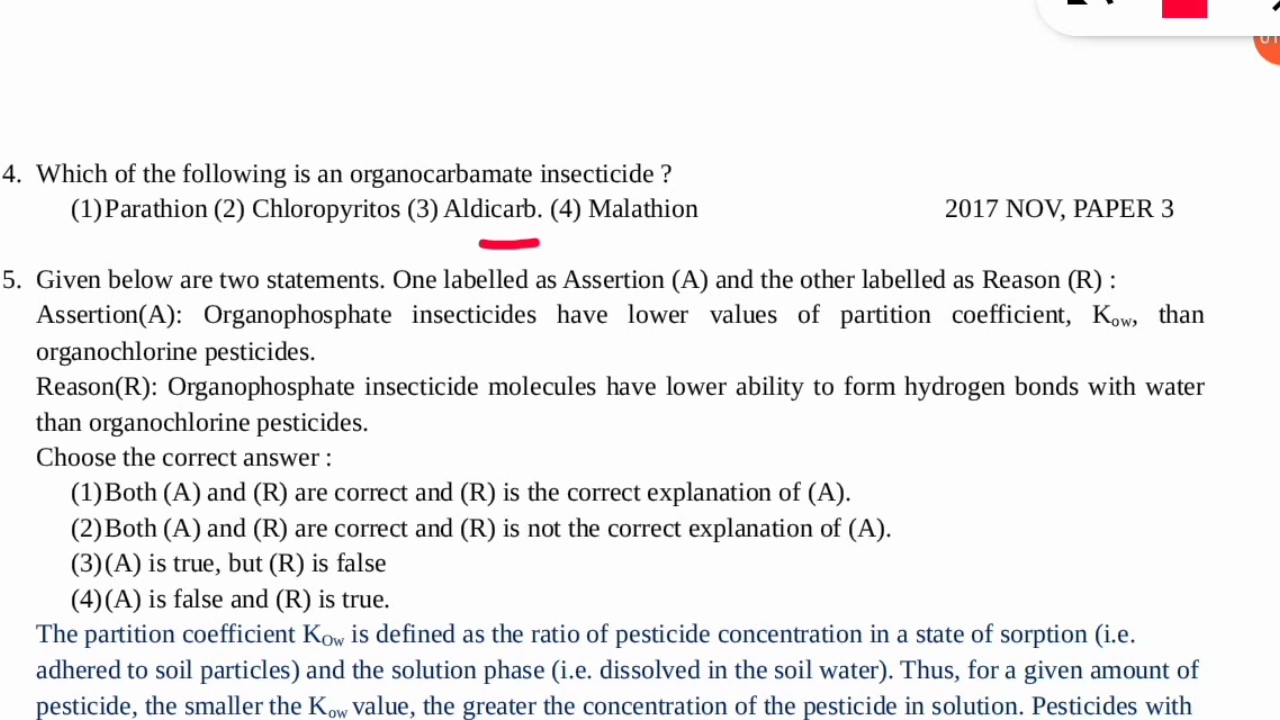 4. Which of the following is an organocarbamate insecticide ?
(1)Parathion (2) Chloropyritos (3) Aldicarb. (4) Malathion 2017 NOV, PAPER 3
5. Given below are two statements. One labelled as Assertion (A) and the other labelled as Reason (R) :
Assertion(A): Organophosphate insecticides have lower values of partition coefficient, Kow, than
organochlorine pesticides.
Reason(R): Organophosphate insecticide molecules have lower ability to form hydrogen bonds with water
than organochlorine pesticides.
Choose the correct answer :
(1)Both (A) and (R) are correct and (R) is the correct explanation of (A).
(2)Both (A) and (R) are correct and (R) is not the correct explanation of (A).
(3)(A) is true, but (R) is false
(4)(A) is false and (R) is true.
The partition coefficient KOw is defined as the ratio of pesticide concentration in a state of sorption (i.e.
adhered to soil particles) and the solution phase (i.e. dissolved in the soil water). Thus, for a given amount of
pesticide, the smaller the Kow value, the greater the concentration of the pesticide in solution. Pesticides with